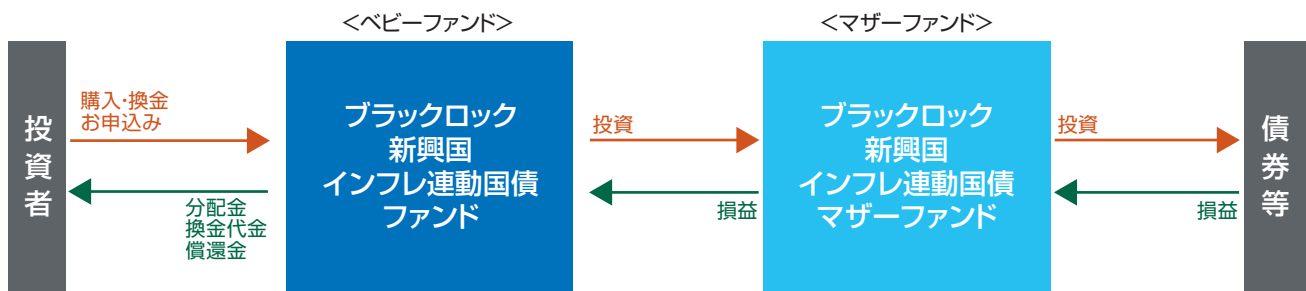 ＜ベビーファンド＞
＜マザーファンド＞
投資者
購入・換金
お申込み
分配金
換金代金
償還金
ブラックロック
新興国
インフレ連動国債
ファンド
投資
損益
ブラックロック
新興国
インフレ連動国債
マザーファンド
投資
損益
債券等